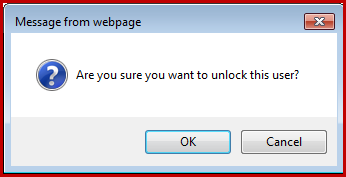 Message from webpage
Are you sure you want to unlock this user?
OK
Cancel